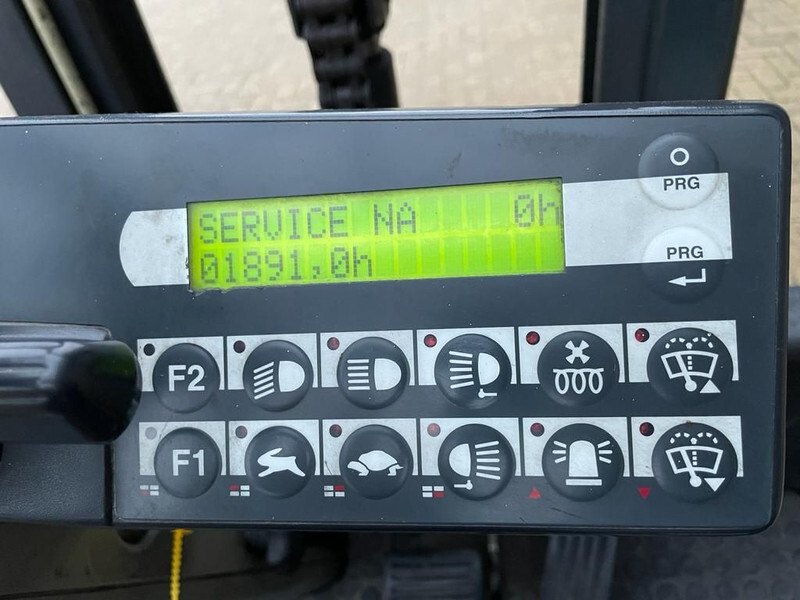 SERVICE NA 0h
01891,0h
PRG
PRG
F2
F1